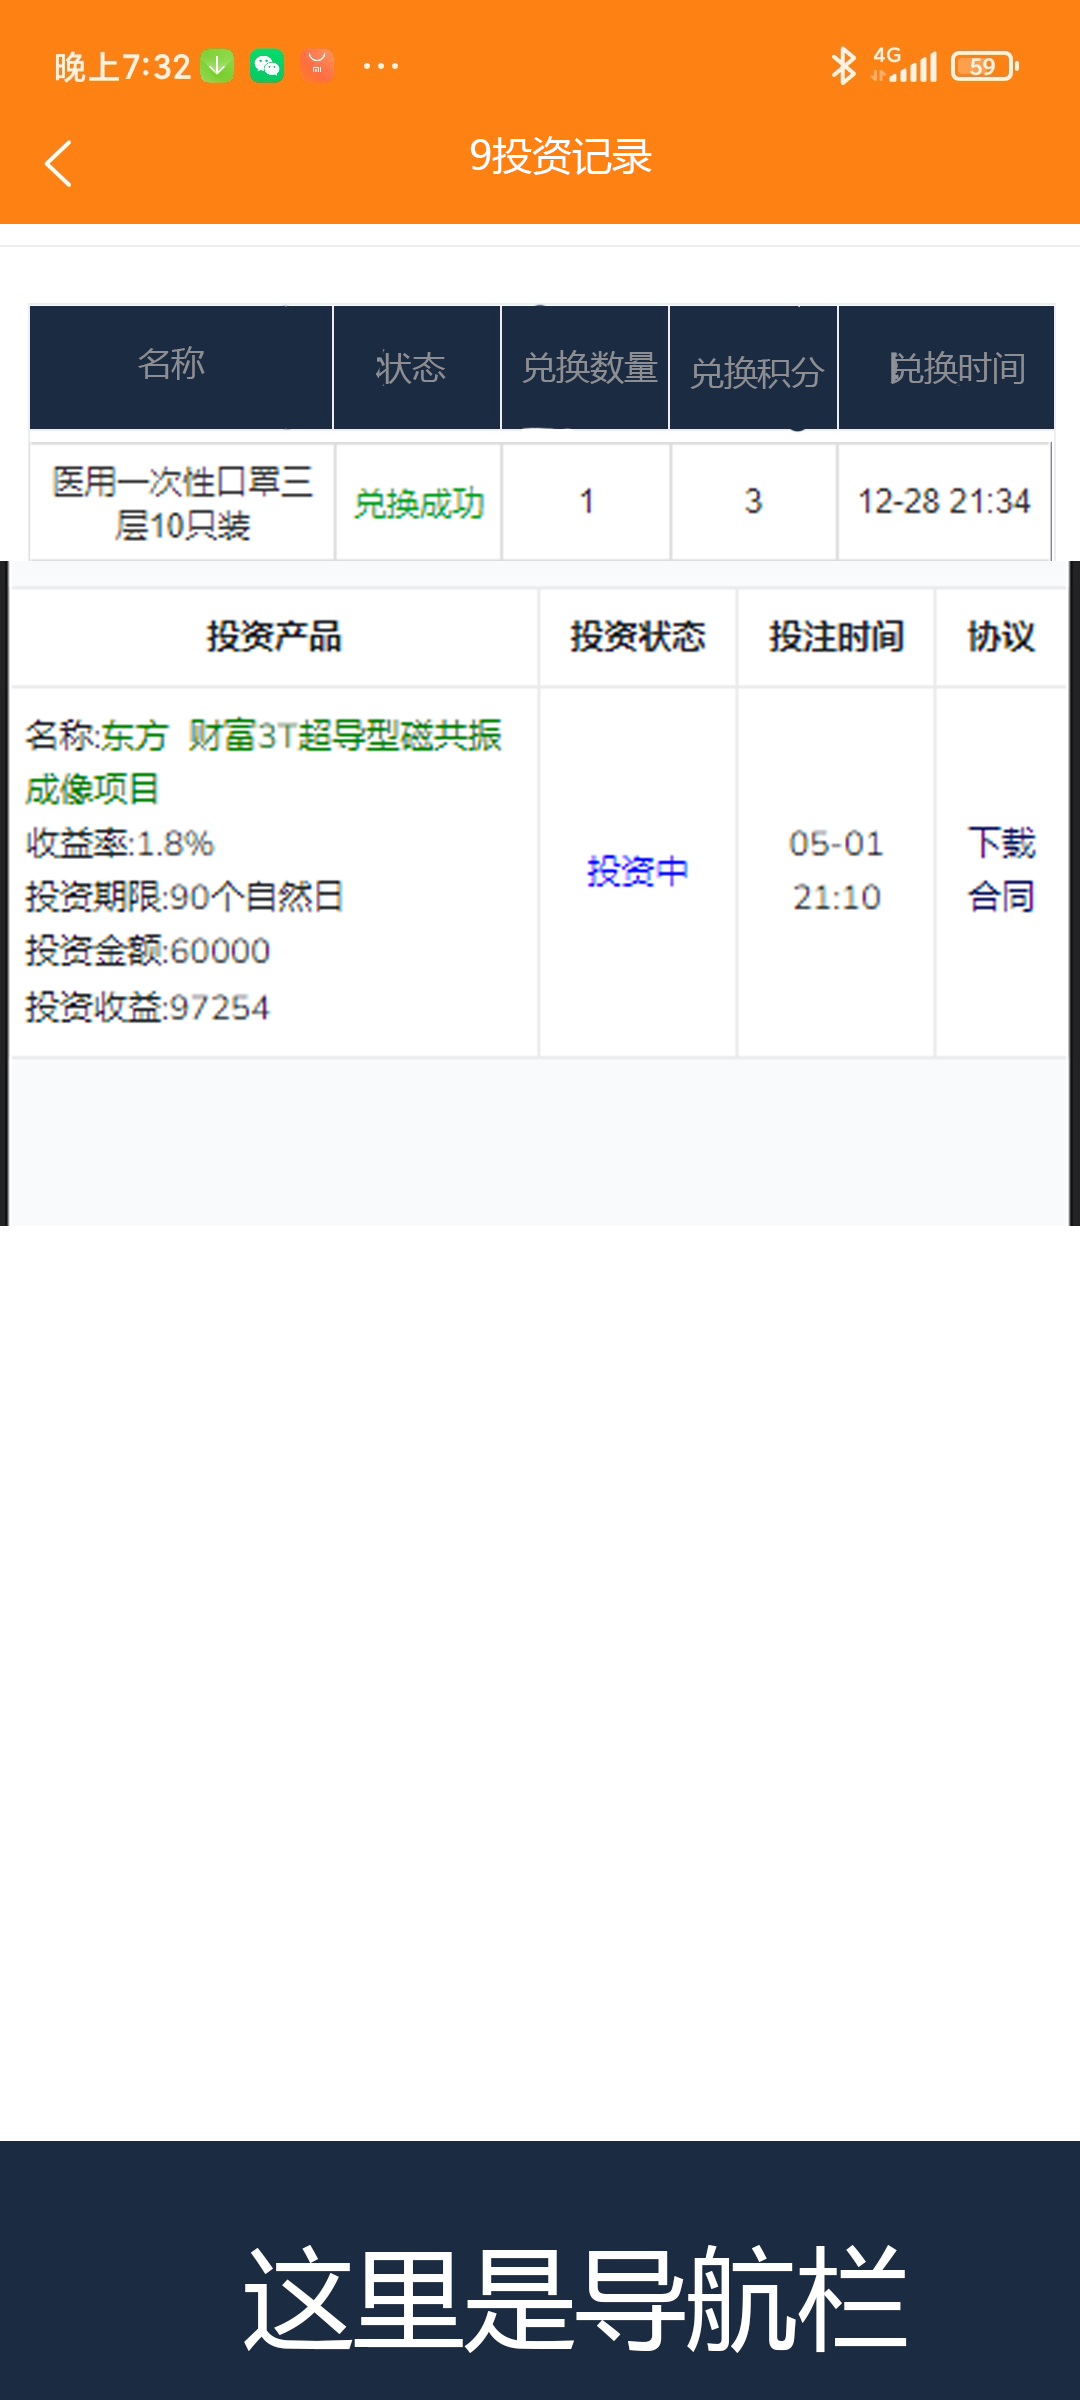 晚上7:32
4G
59
9投资记录
名称 状态 兑换数量 兑换积分 兑换时间
医用一次性口罩三
层10只装
兑换成功 1 3 12-28 21:34
投资产品 投资状态 投注时间 协议
名称:东方 财富3T超导型磁共振
成像项目
收益率:1.8%
投资期限:90个自然日
投资金额:60000
投资收益:97254
投资中
05-01
21:10
下载
合同
这里是导航栏